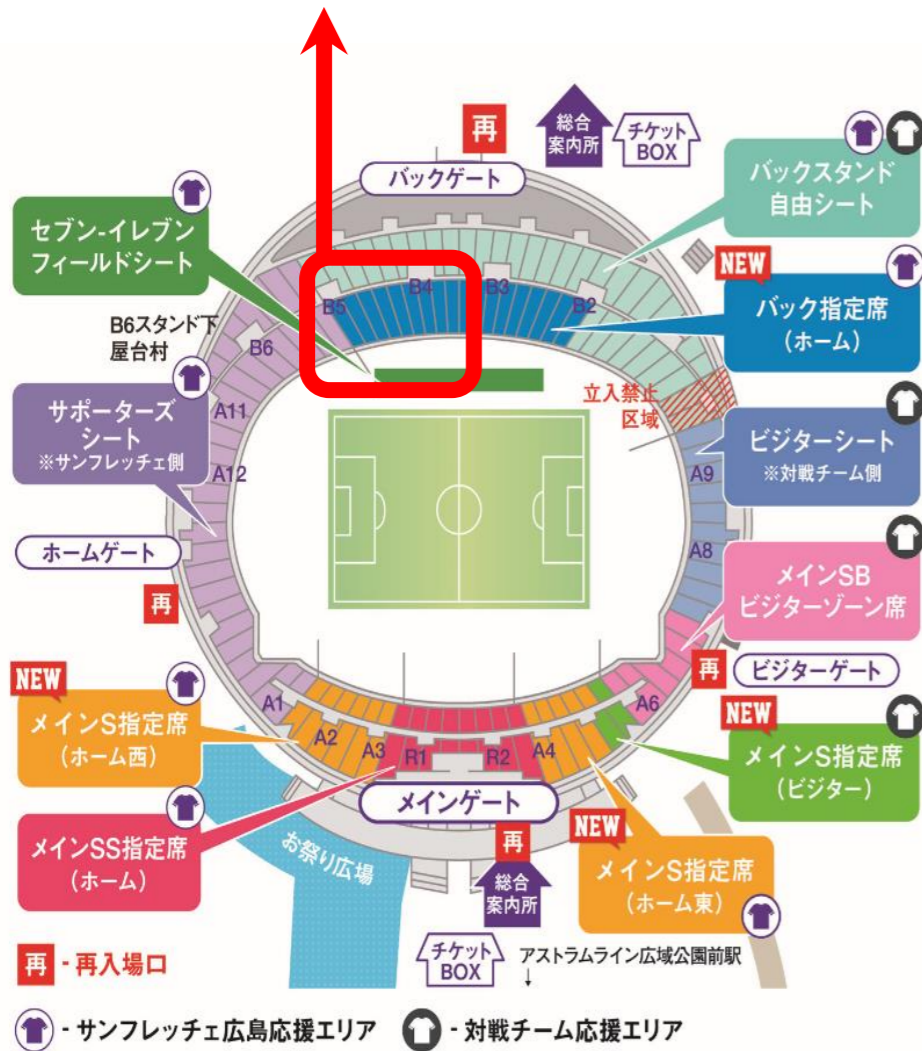 再
総合
案内所
チケット
BOX
バックゲート
バックスタンド
自由シート
セブン-イレブン
フィールドシート
NEW
バック指定席
(ホーム)
B5
B4
B3
B2
B6スタンド下
屋台村
B6
立入禁止
区域
サポーターズ
シート
※サンフレッチェ側
A11
A12
ビジターシート
※対戦チーム側
A9
A8
ホームゲート
再
メインSB
ビジターゾーン席
再
ビジターゲート
NEW
メインS指定席
(ホーム西)
A1
A2
A3
R1
R2
A4
A6
NEW
メインS指定席
(ビジター)
メインゲート
メインSS指定席
(ホーム)
お祭り広場
再
総合
案内所
NEW
メインS指定席
(ホーム東)
チケット
BOX
アストラムライン広域公園前駅
↓
再 - 再入場口
- サンフレッチェ広島応援エリア
- 対戦チーム応援エリア